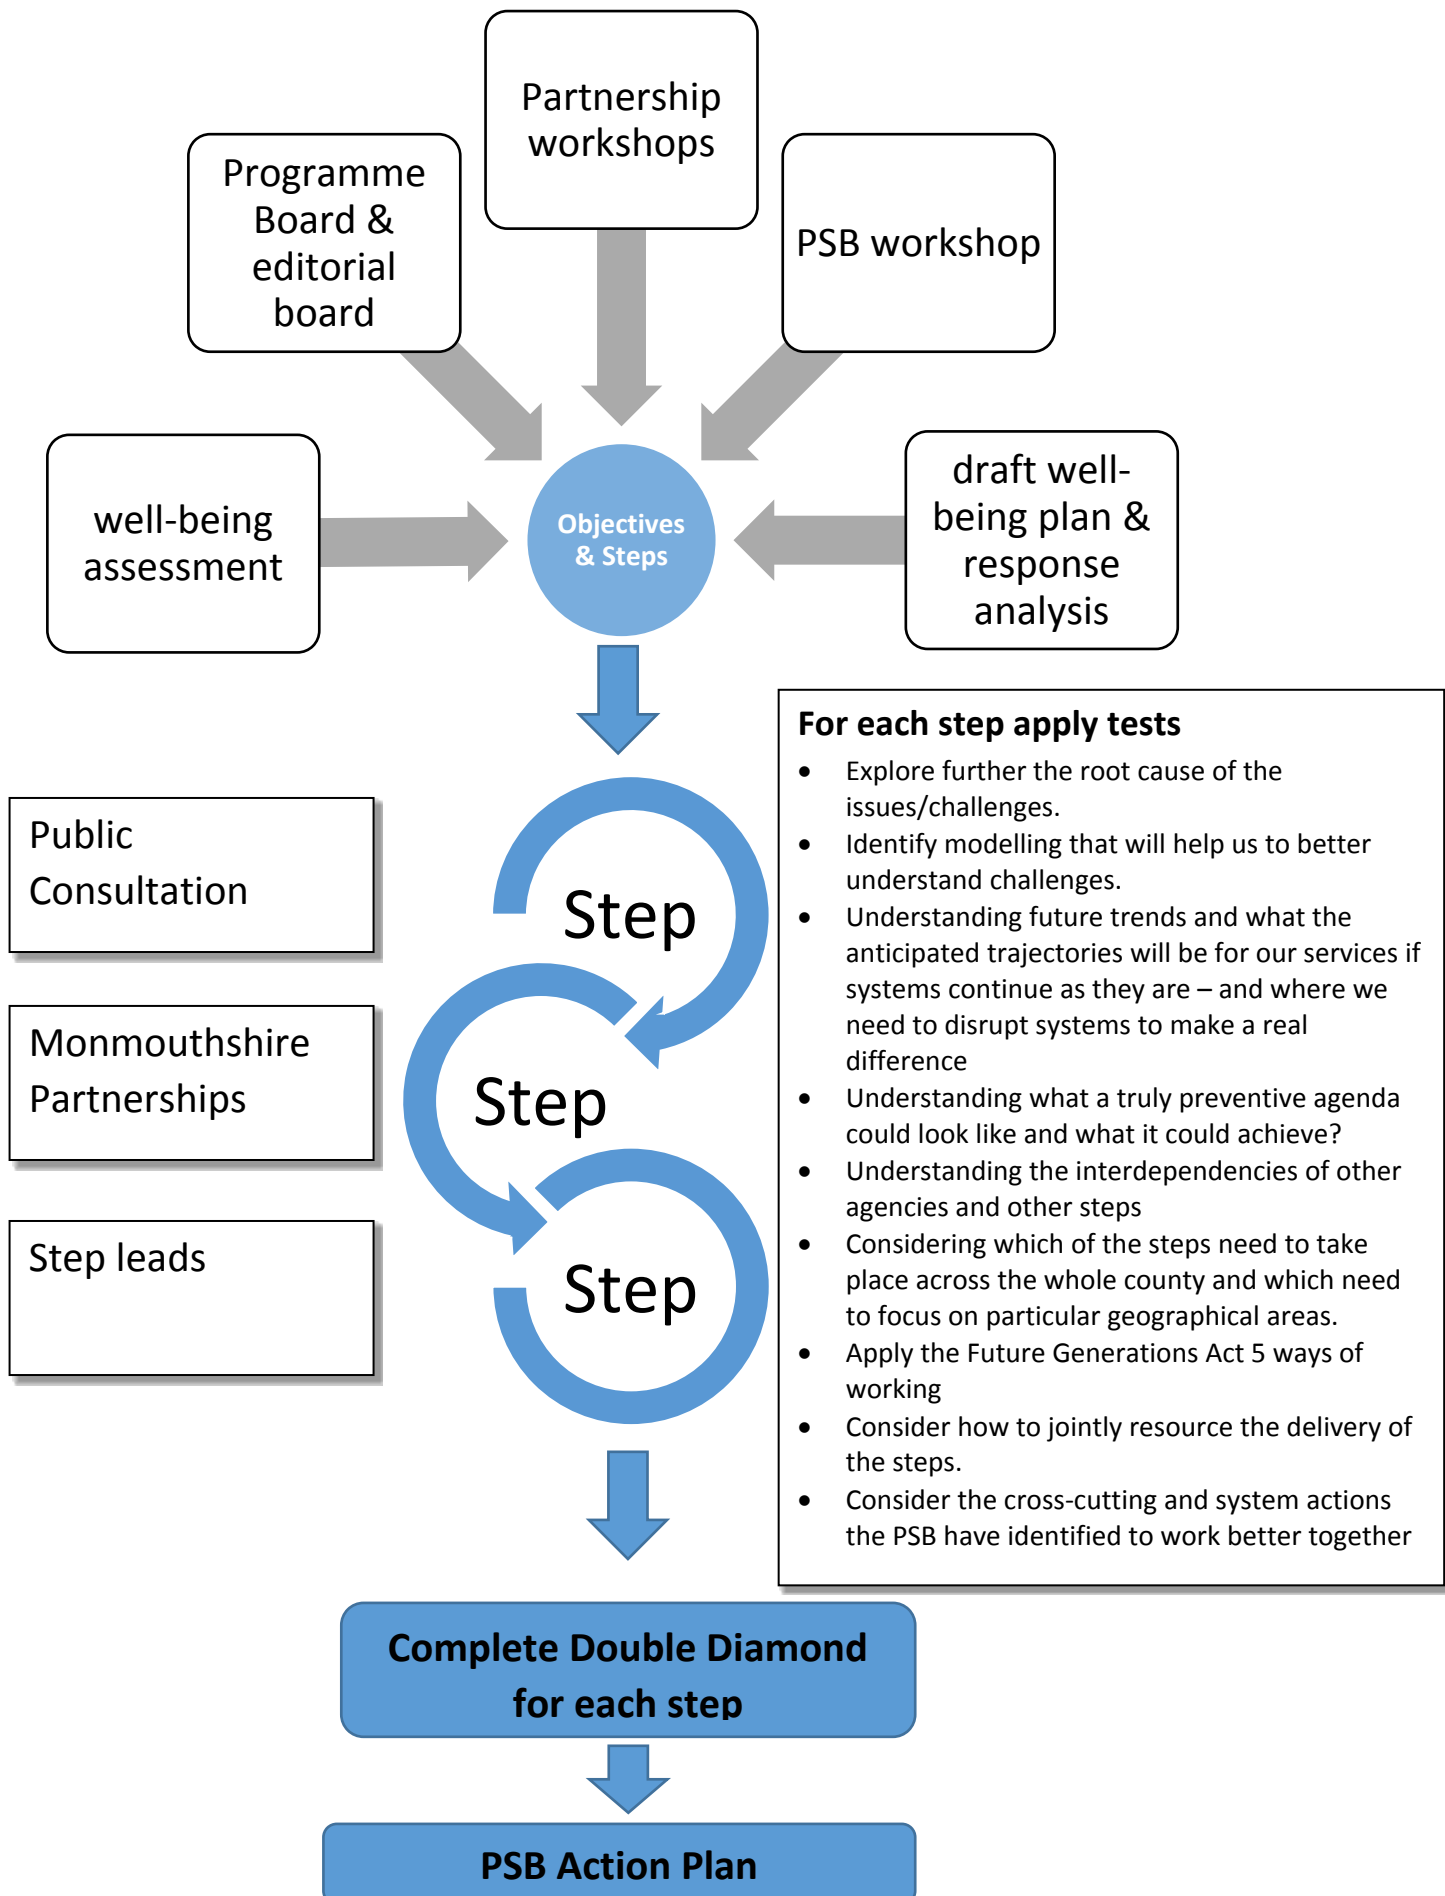 Partnership
workshops
Programme
Board &
editorial
board
PSB workshop
well-being
assessment
Objectives
& Steps
draft well-
being plan &
response
analysis
Public
Consultation
Monmouthshire
Partnerships
Step leads
Step
Step
Step
For each step apply tests
• Explore further the root cause of the
issues/challenges.
• Identify modelling that will help us to better
understand challenges.
• Understanding future trends and what the
anticipated trajectories will be for our services if
systems continue as they are – and where we
need to disrupt systems to make a real
difference
• Understanding what a truly preventive agenda
could look like and what it could achieve?
• Understanding the interdependencies of other
agencies and other steps
• Considering which of the steps need to take
place across the whole county and which need
to focus on particular geographical areas.
• Apply the Future Generations Act 5 ways of
working
• Consider how to jointly resource the delivery of
the steps.
• Consider the cross-cutting and system actions
the PSB have identified to work better together
Complete Double Diamond
for each step
PSB Action Plan